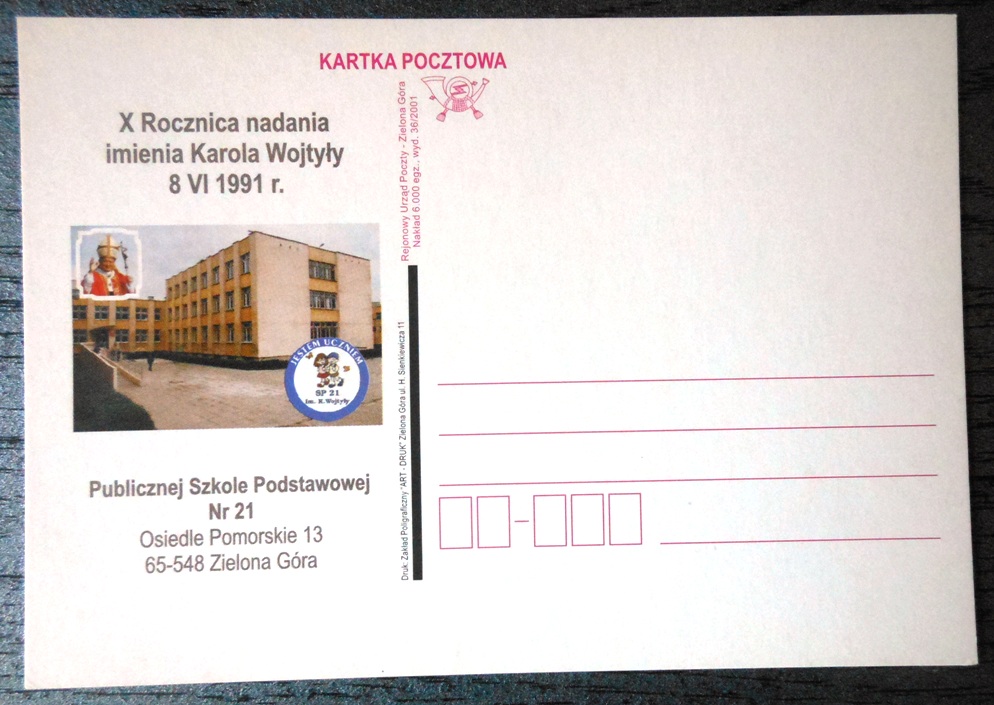 KARTKA POCZTOWA
X Rocznica nadania
imienia Karola Wojtyły
8 VI 1991 r.
JESTEM UCZNIEM
SP 21
im. K. Wojtyły
Publicznej Szkole Podstawowej
Nr 21
Osiedle Pomorskie 13
65-548 Zielona Góra
Rejonowy Urząd Poczty - Zielona Góra
Nakład 6 000 egz., wyd. 36/2001
Druk: Zakład Poligraficzny "ART - DRUK" Zielona Góra ul. H. Sienkiewicza 11